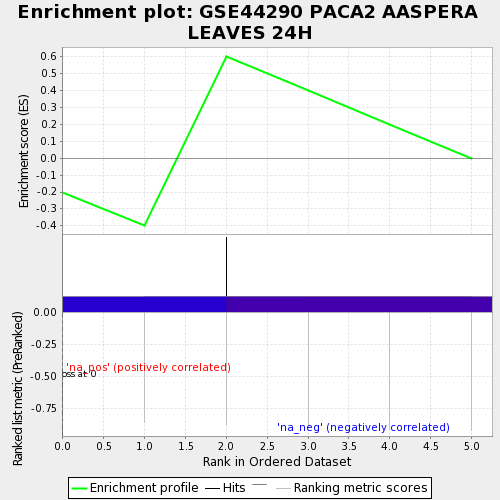 Enrichment plot: GSE44290 PACA2 AASPERA
LEAVES 24H
Enrichment score (ES)
0.6
0.5
0.4
0.3
0.2
0.1
0.0
-0.1
-0.2
-0.3
-0.4
Ranked list metric (PreRanked)
0.00
-0.25
-0.50
-0.75
'na_pos' (positively correlated)
oss at 0
'na_neg' (negatively correlated)
0.0 0.5 1.0 1.5 2.0 2.5 3.0 3.5 4.0 4.5 5.0
Rank in Ordered Dataset
Enrichment profile Hits Ranking metric scores